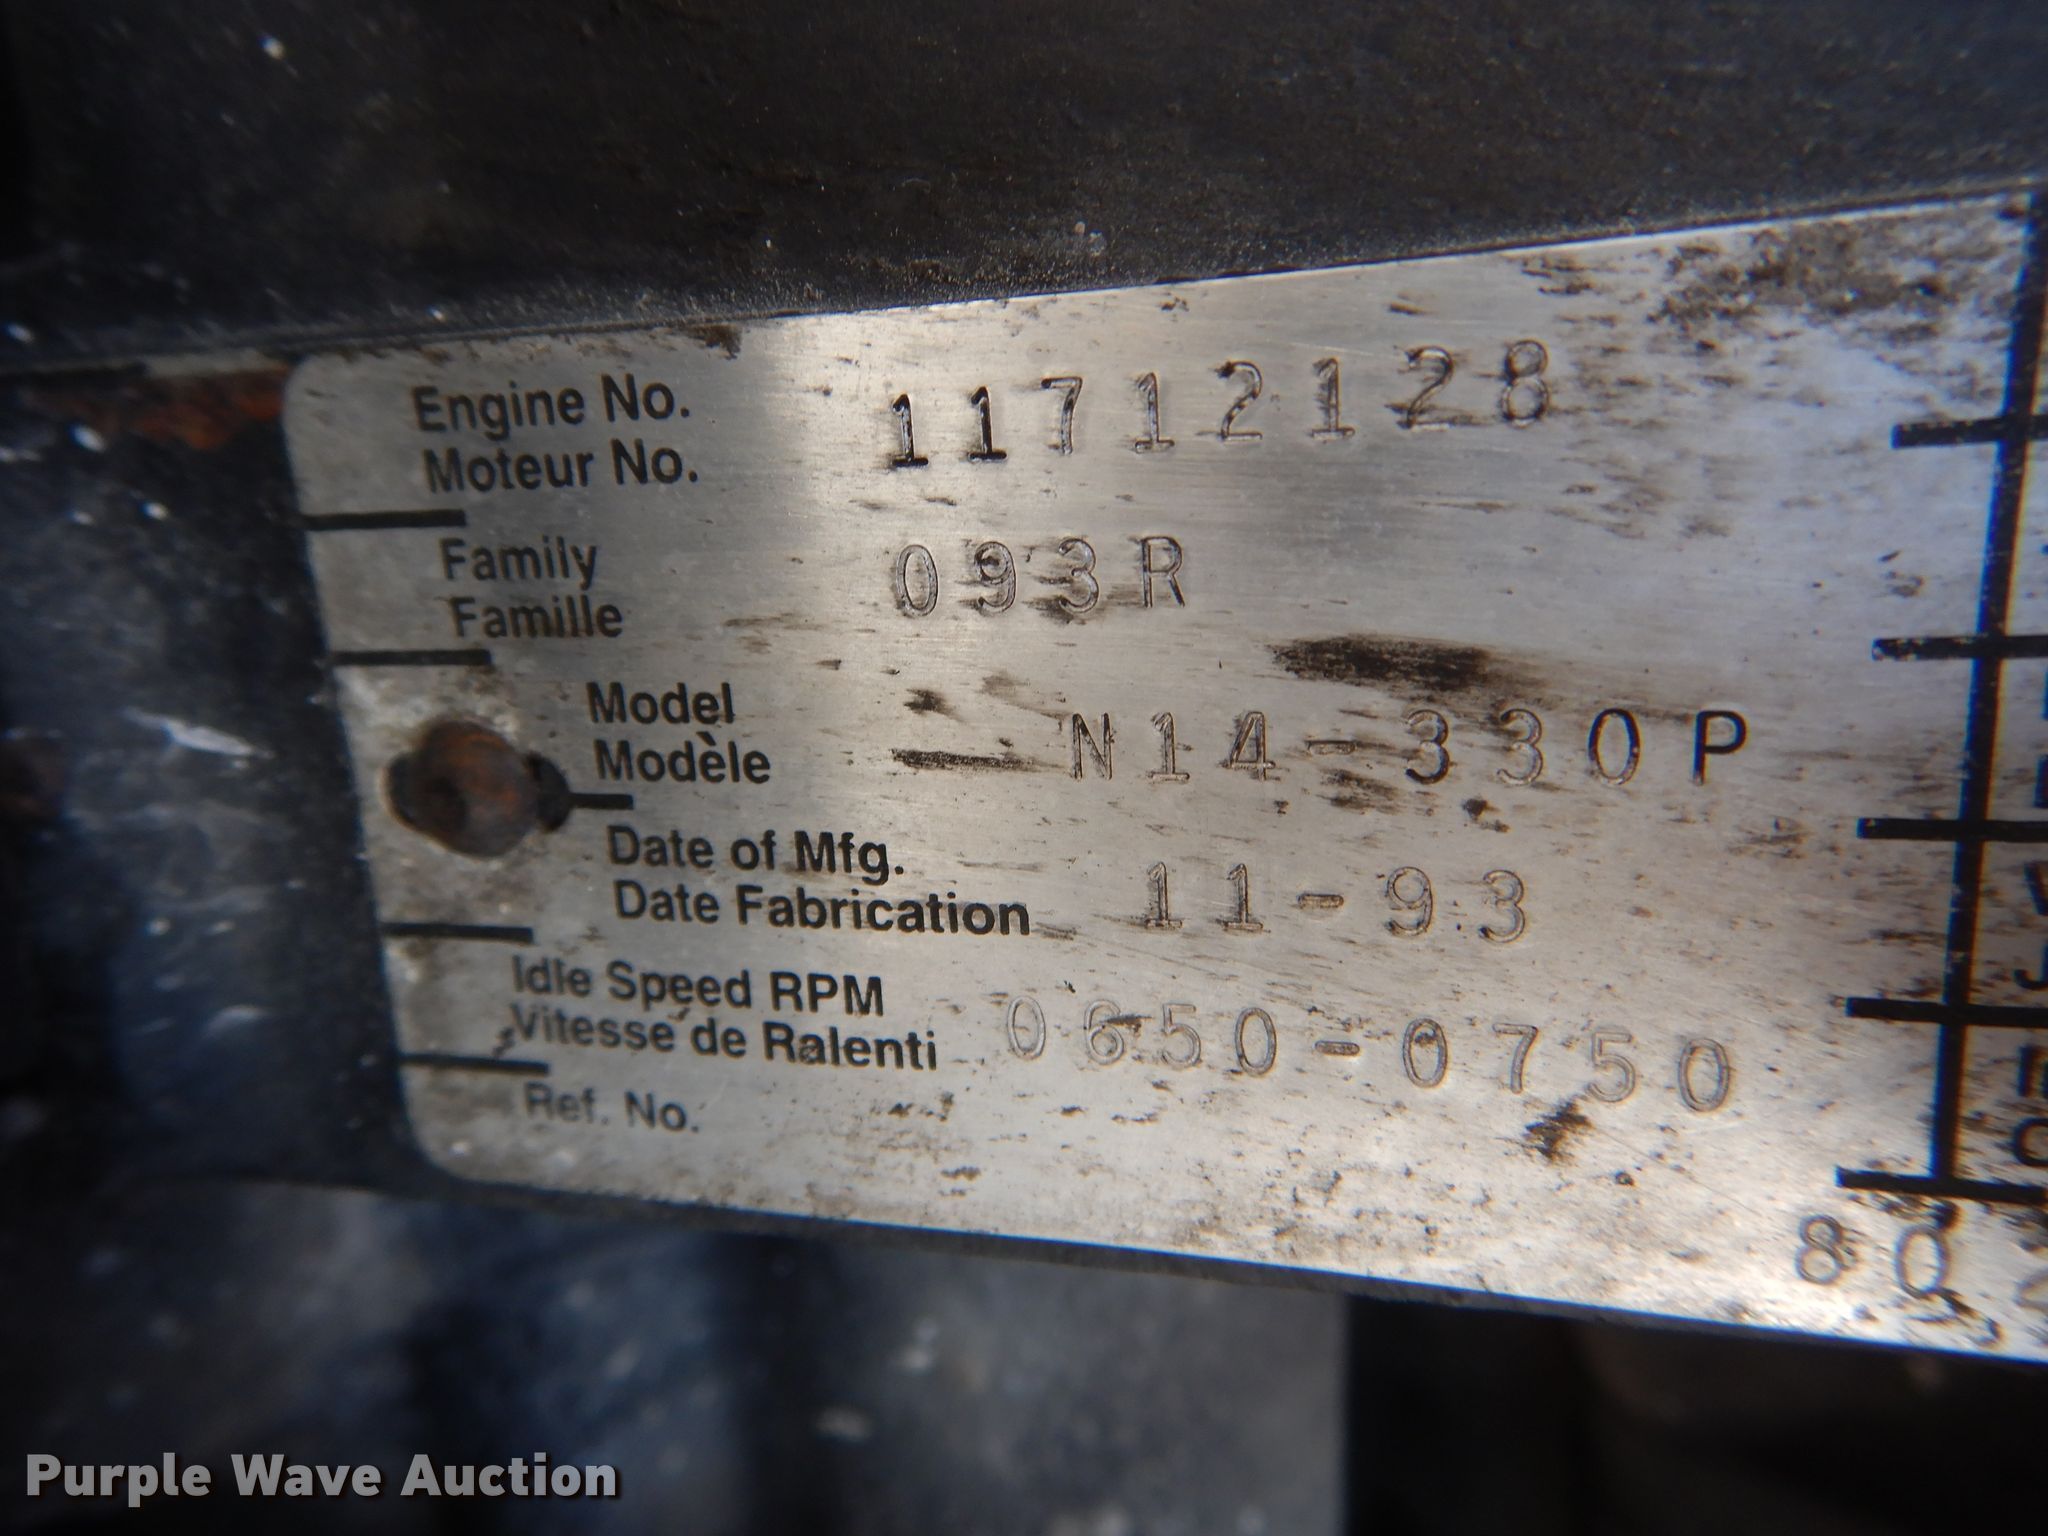 Engine No.
Moteur No.
11712128
Family
Famille
093R
Model
Modèle
N14-330P
Date of Mfg.
Date Fabrication
11-93
Idle Speed RPM
Vitesse de Ralenti
0650-0750
Ref. No.
80
Purple Wave Auction